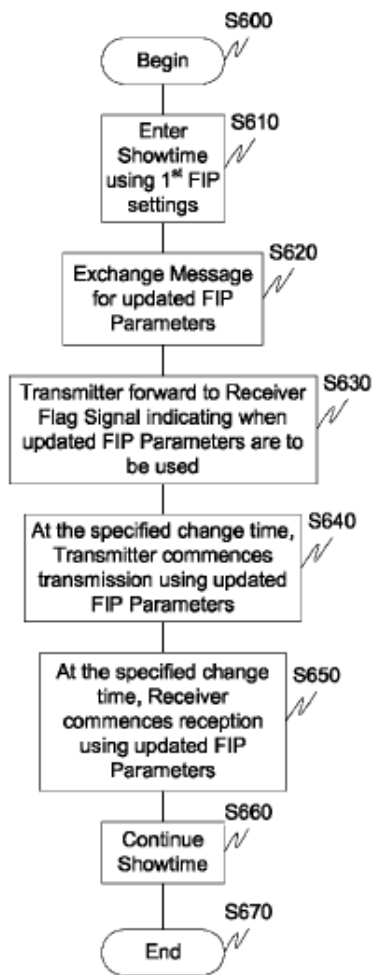 S600
Begin
S610
Enter
Showtime
using 1st FIP
settings
S620
Exchange Message
for updated FIP
Parameters
S630
Transmitter forward to Receiver
Flag Signal indicating when
updated FIP Parameters are to
be used
S640
At the specified change time,
Transmitter commences
transmission using updated
FIP Parameters
S650
At the specified change
time, Receiver
commences reception
using updated FIP
Parameters
S660
Continue
Showtime
S670
End